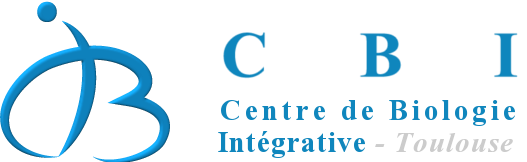 C B I
Centre de Biologie
Intégrative - Toulouse